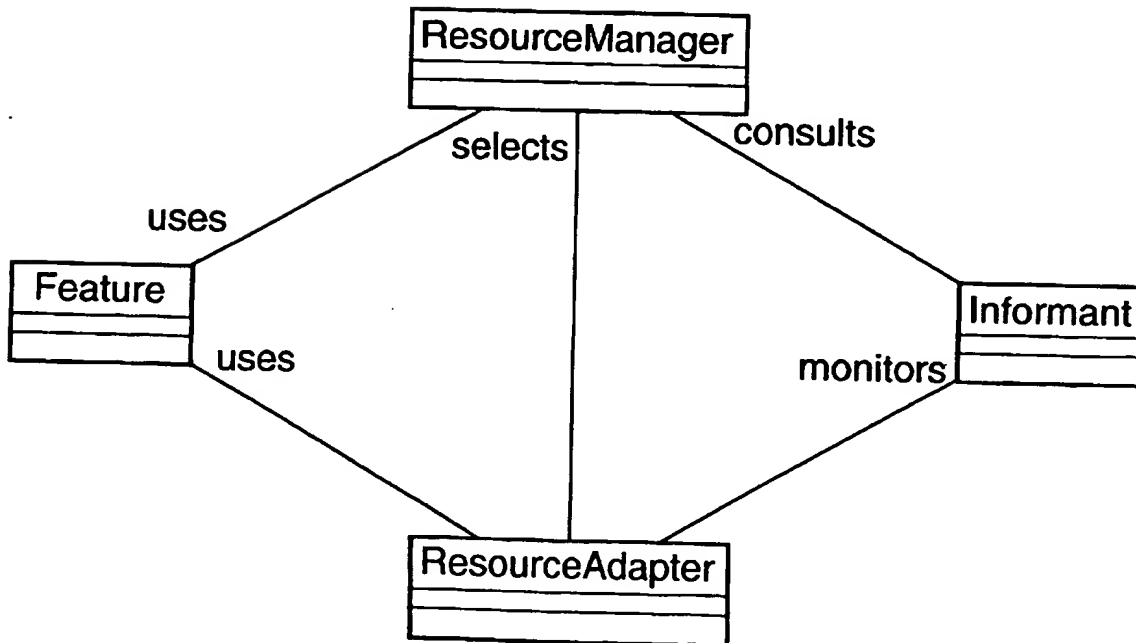 ResourceManager
selects
consults
uses
Feature
Informant
uses
monitors
ResourceAdapter